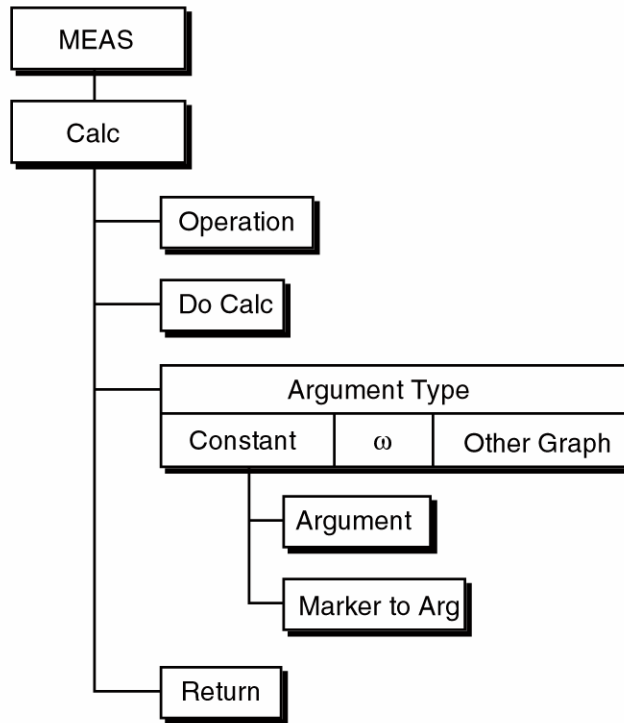 MEAS
Calc
Operation
Do Calc
Argument Type
Constant ω Other Graph
Argument
Marker to Arg
Return